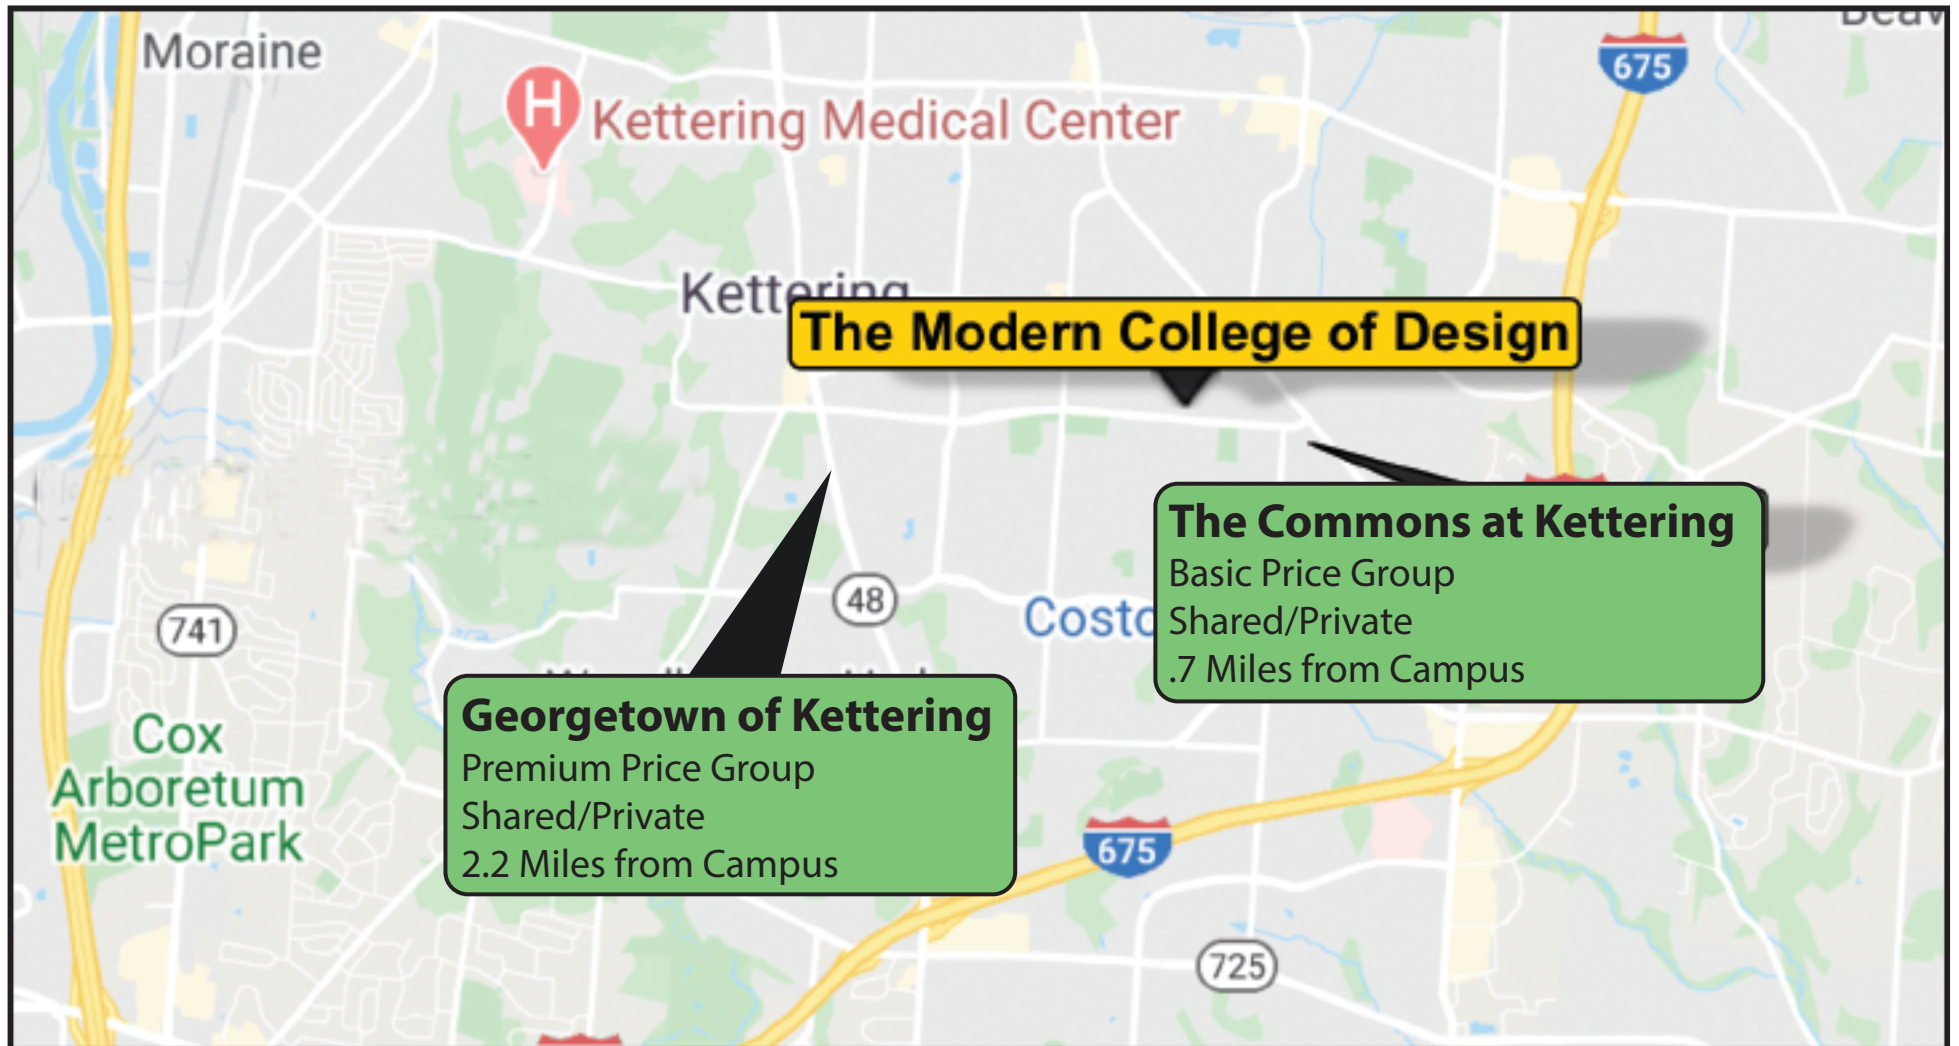 Moraine
675
H
Kettering Medical Center
Kettering
The Modern College of Design
The Commons at Kettering
Basic Price Group
Shared/Private
.7 Miles from Campus
48
741
Georgetown of Kettering
Premium Price Group
Shared/Private
2.2 Miles from Campus
Cox
Arboretum
MetroPark
675
725